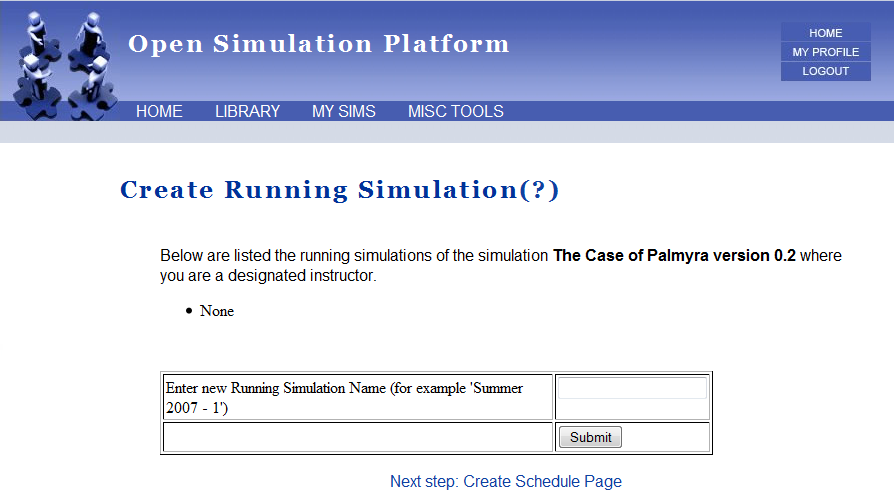 Open Simulation Platform
HOME
MY PROFILE
LOGOUT
HOME LIBRARY MY SIMS MISC TOOLS
Create Running Simulation(?)
Below are listed the running simulations of the simulation The Case of Palmyra version 0.2 where
you are a designated instructor.
• None
Enter new Running Simulation Name (for example 'Summer
2007 - 1')
Submit
Next step: Create Schedule Page